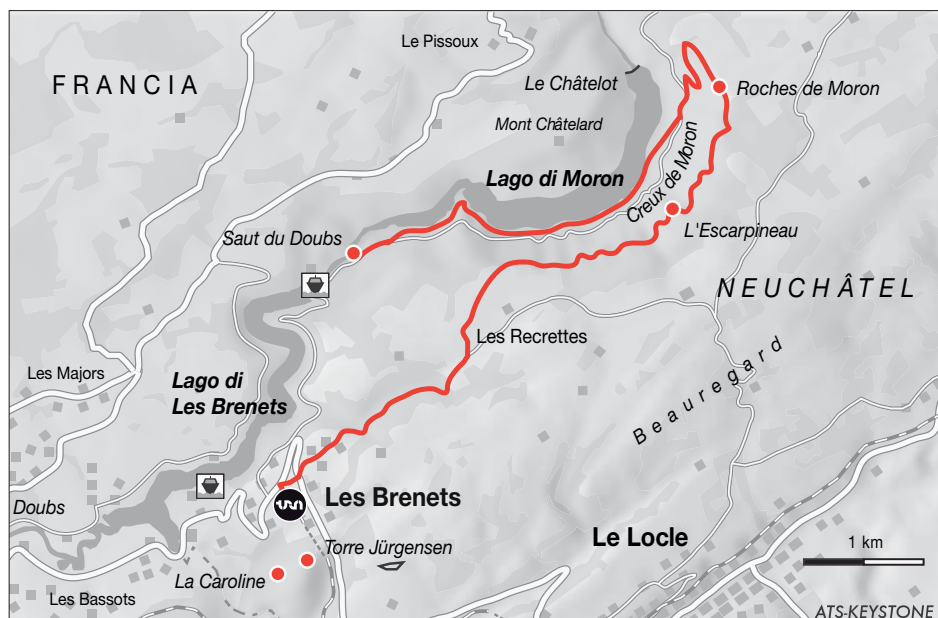 Le Pissoux
FRANCIA
Le Châtelot
Roches de Moron
Mont Châtelard
Creux de Moron
Lago di Moron
L'Escarpineau
Saut du Doubs
NEUCHÂTEL
Les Recrettes
Les Majors
Lago di
Les Brenets
Beauregard
Les Brenets
Doubs
Le Locle
Torre Jürgensen
1 km
La Caroline
Les Bassots
ATS-KEYSTONE